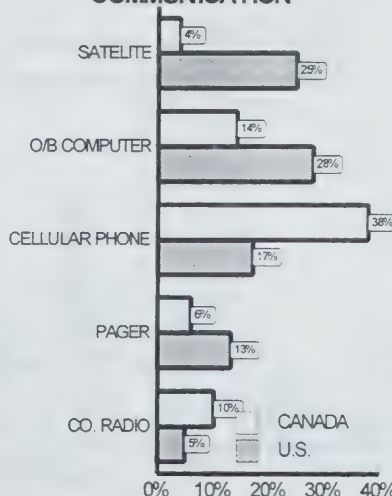 COMMUNICATION
4%
SATELITE
25%
14%
O/B COMPUTER
28%
38%
CELLULAR PHONE
17%
6%
PAGER
13%
10%
CO. RADIO
5%
CANADA
U.S.
0% 10% 20% 30% 40%